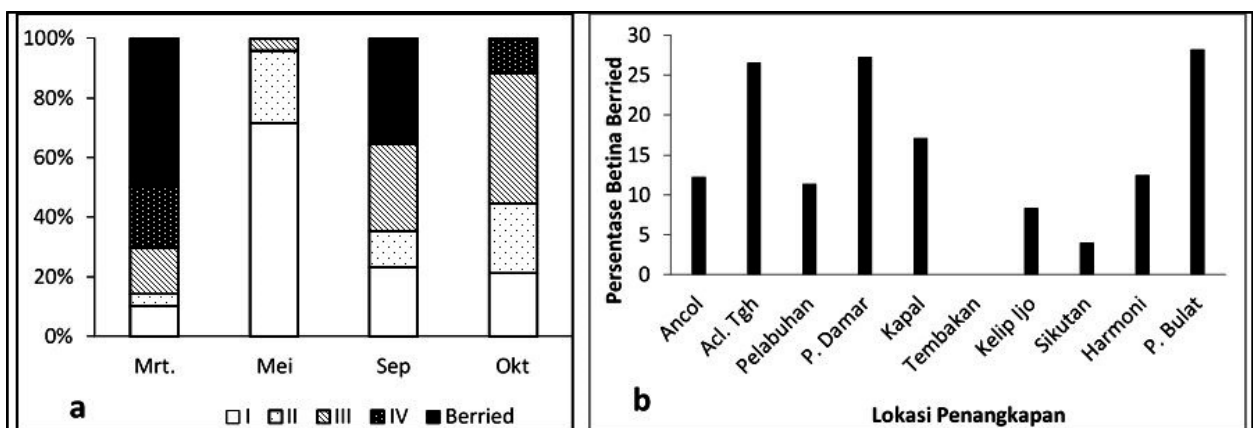 100%
80%
60%
40%
20%
0%
Mrt. Mei Sep Okt
a
I II III IV Berried
Persentase Betina Berried
30
25
20
15
10
5
0
Ancol
Acl. Tgh
Pelabuhan
P. Damar
Kapal
Tembakan
Kelip Ijo
Sikutan
Harmoni
P. Bulat
b
Lokasi Penangkapan